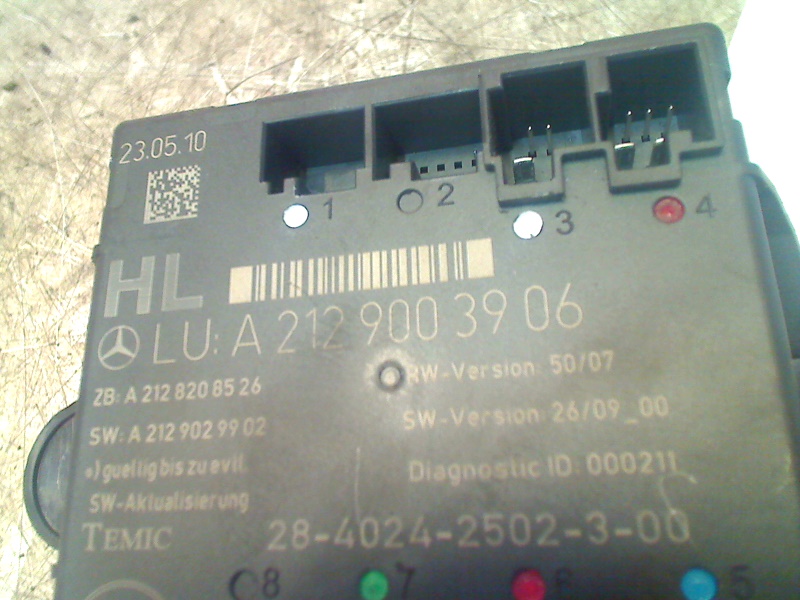 23.05.10
1 2 3 4
HL
LU: A 212 900 39 06
ZB: A 212 820 85 26
HW-Version: 50/07
SW: A 212 902 99 02
SW-Version: 26/09_00
*) gueltig bis zu evtl.
SW-Aktualisierung
Diagnostic ID: 000211
TEMIC
28-4024-2502-3-00
8 7 6 5